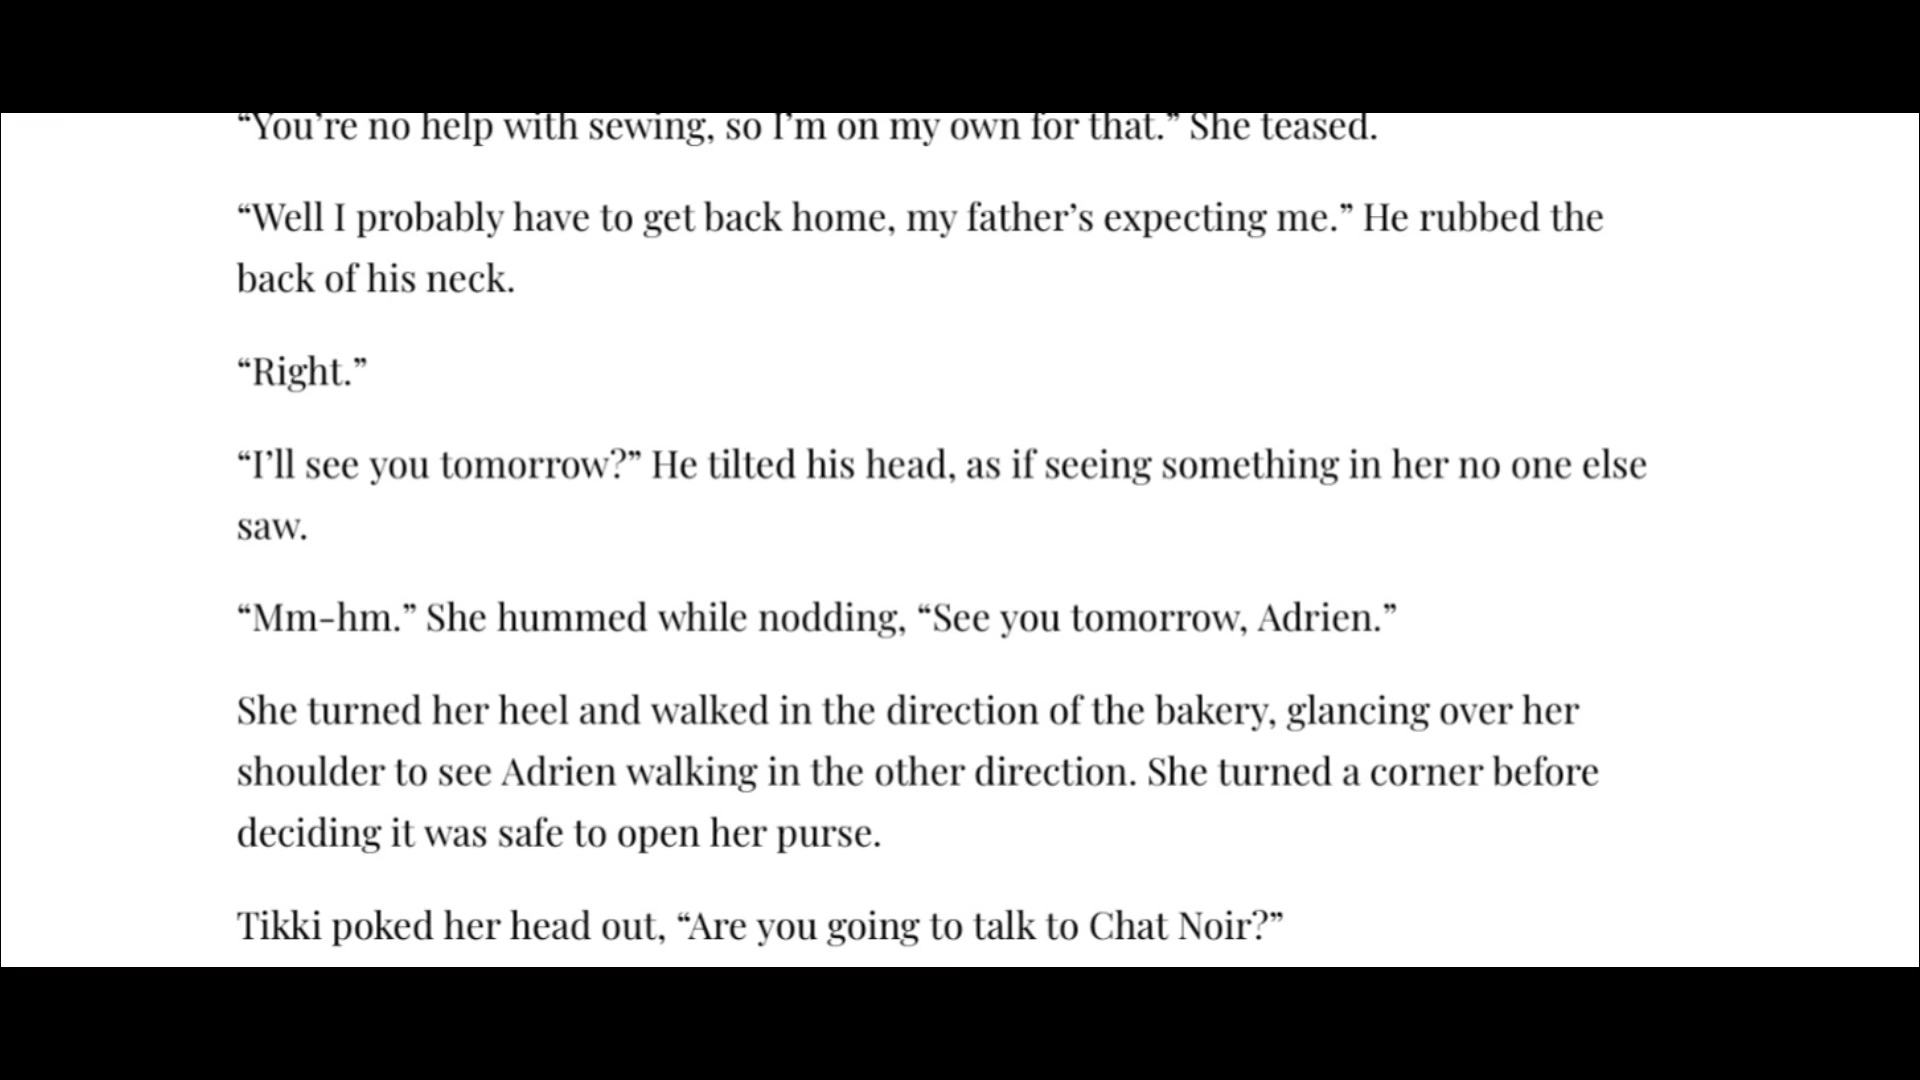 “You’re no help with sewing, so I’m on my own for that.” She teased.
“Well I probably have to get back home, my father’s expecting me.” He rubbed the
back of his neck.
“Right.”
“I’ll see you tomorrow?” He tilted his head, as if seeing something in her no one else
saw.
“Mm-hm.” She hummed while nodding, “See you tomorrow, Adrien.”
She turned her heel and walked in the direction of the bakery, glancing over her
shoulder to see Adrien walking in the other direction. She turned a corner before
deciding it was safe to open her purse.
Tikki poked her head out, “Are you going to talk to Chat Noir?”